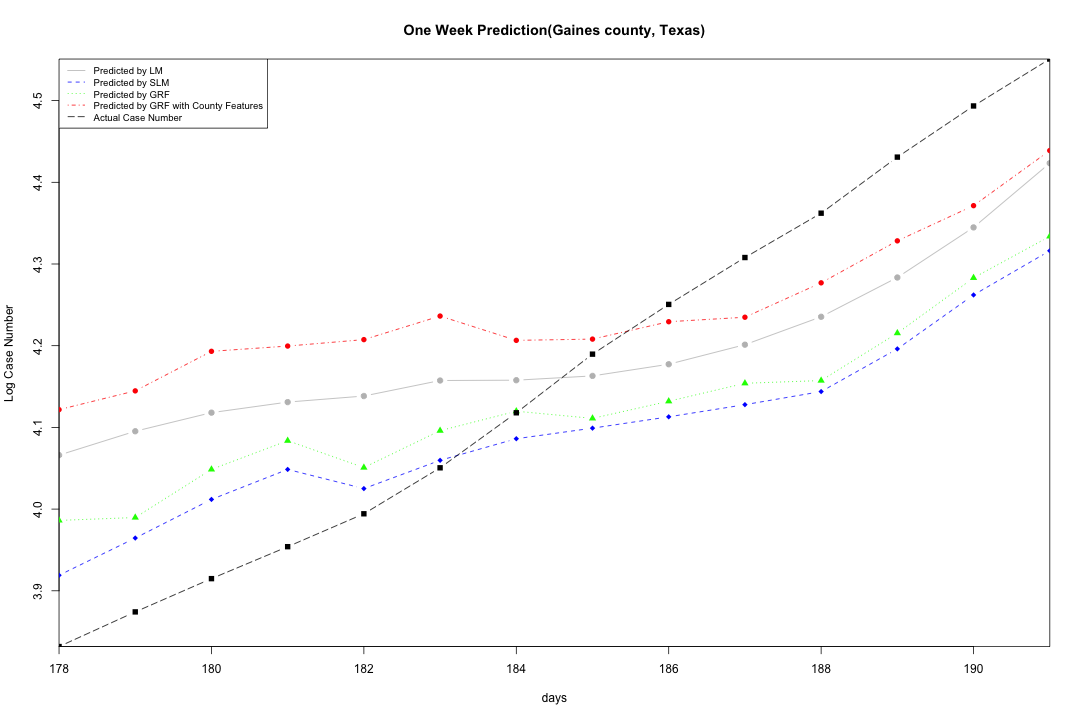 One Week Prediction(Gaines county, Texas)
Predicted by LM
Predicted by SLM
Predicted by GRF
Predicted by GRF with County Features
Actual Case Number
4.5
4.4
4.3
4.2
4.1
4.0
3.9
Log Case Number
178 180 182 184 186 188 190
days